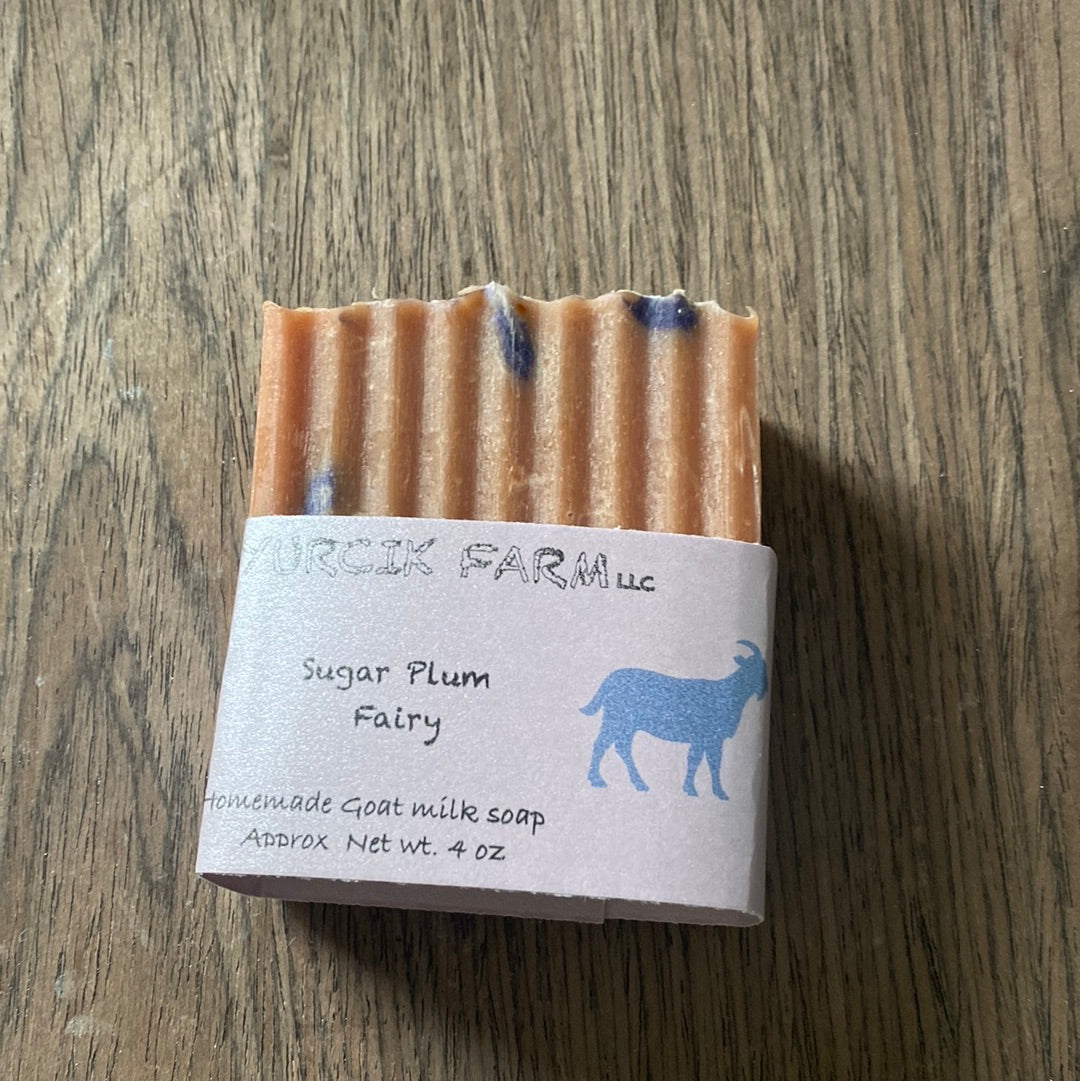 YURCIK FARM LLC
Sugar Plum
Fairy
Homemade Goat milk soap
Approx Net wt. 4 oz